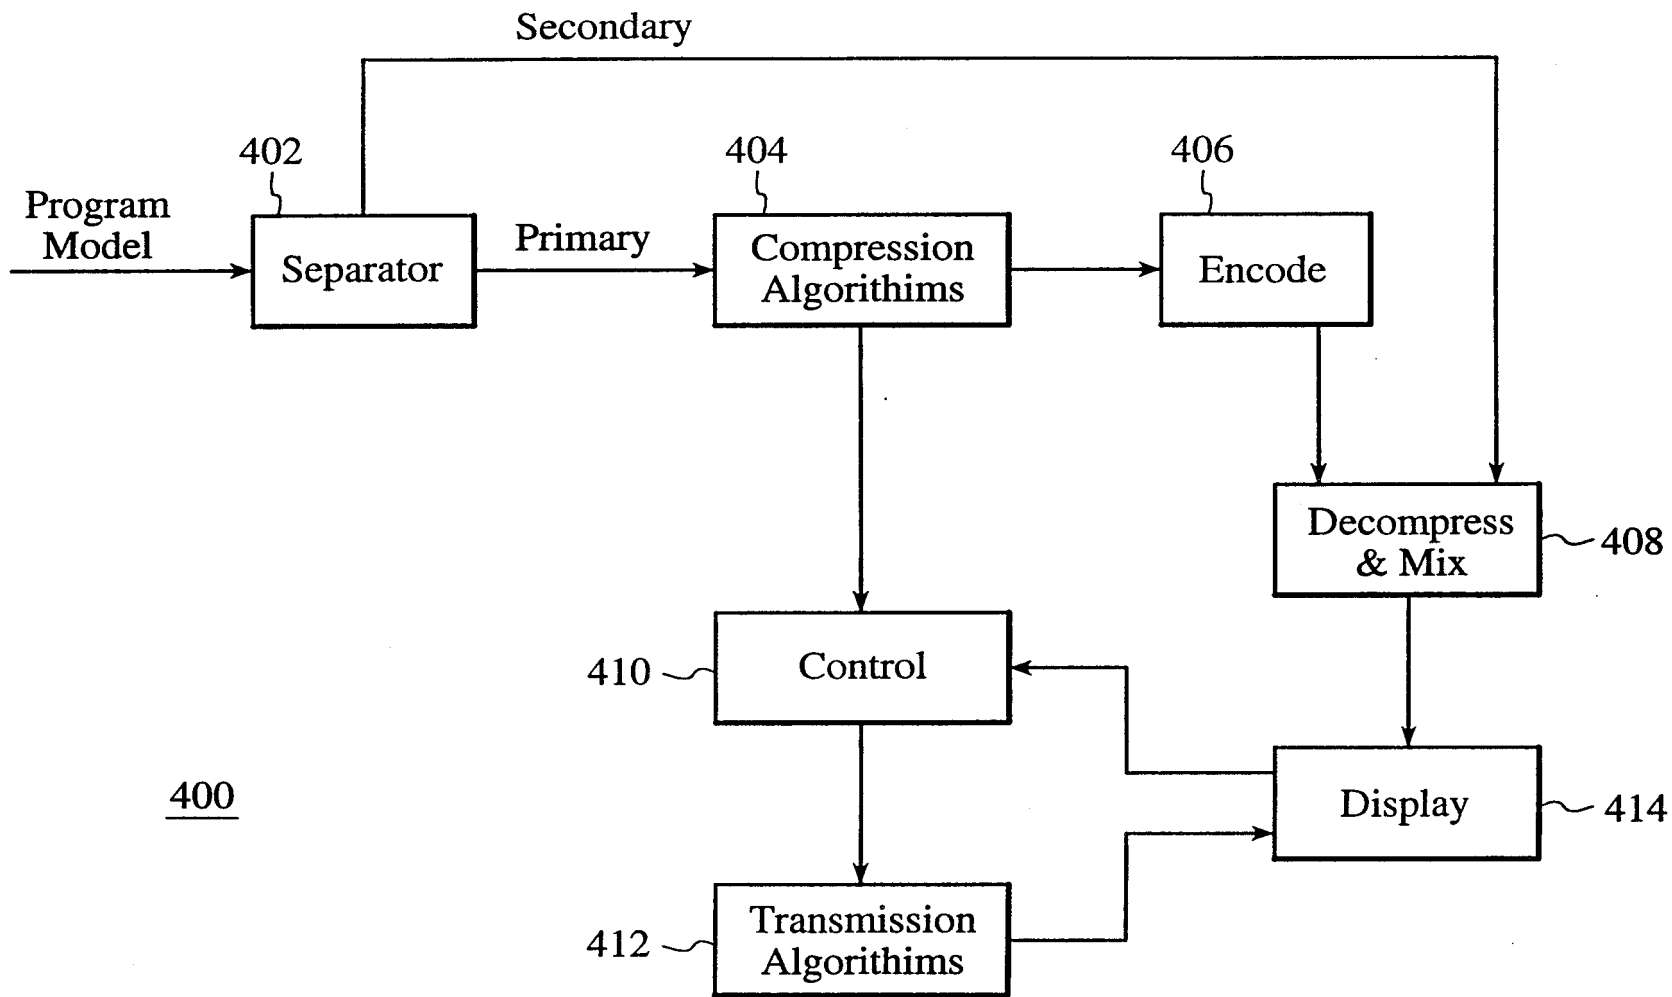 Secondary
402
404
406
Program
Model
Separator
Primary
Compression
Algorithims
Encode
Decompress
& Mix
408
410
Control
400
Display
414
412
Transmission
Algorithims